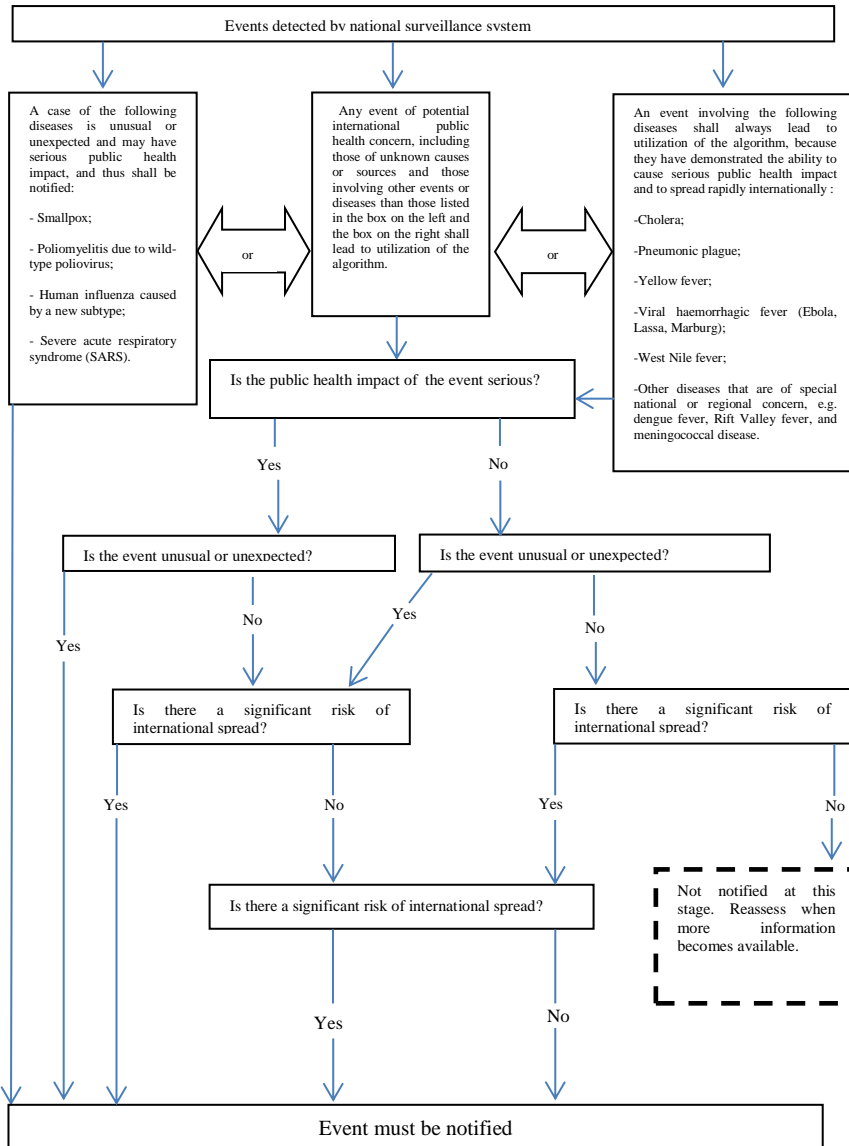 Events detected by national surveillance system
A case of the following
diseases is unusual or
unexpected and may have
serious public health
impact, and thus shall be
notified:
- Smallpox;
- Poliomyelitis due to wild-
type poliovirus;
- Human influenza caused
by a new subtype;
- Severe acute respiratory
syndrome (SARS).
or
Any event of potential
international public
health concern, including
those of unknown causes
or sources and those
involving other events or
diseases than those listed
in the box on the left and
the box on the right shall
lead to utilization of the
algorithm.
or
An event involving the following
diseases shall always lead to
utilization of the algorithm, because
they have demonstrated the ability to
cause serious public health impact
and to spread rapidly internationally :
-Cholera;
-Pneumonic plague;
-Yellow fever;
-Viral haemorrhagic fever (Ebola,
Lassa, Marburg);
-West Nile fever;
-Other diseases that are of special
national or regional concern, e.g.
dengue fever, Rift Valley fever, and
meningococcal disease.
Is the public health impact of the event serious?
Yes
No
Is the event unusual or unexpected?
Is the event unusual or unexpected?
Yes
No
Yes
No
Is there a significant risk of
international spread?
Is there a significant risk of
international spread?
Yes
No
Yes
No
Is there a significant risk of international spread?
Not notified at this
stage. Reassess when
more information
becomes available.
Yes
No
Event must be notified